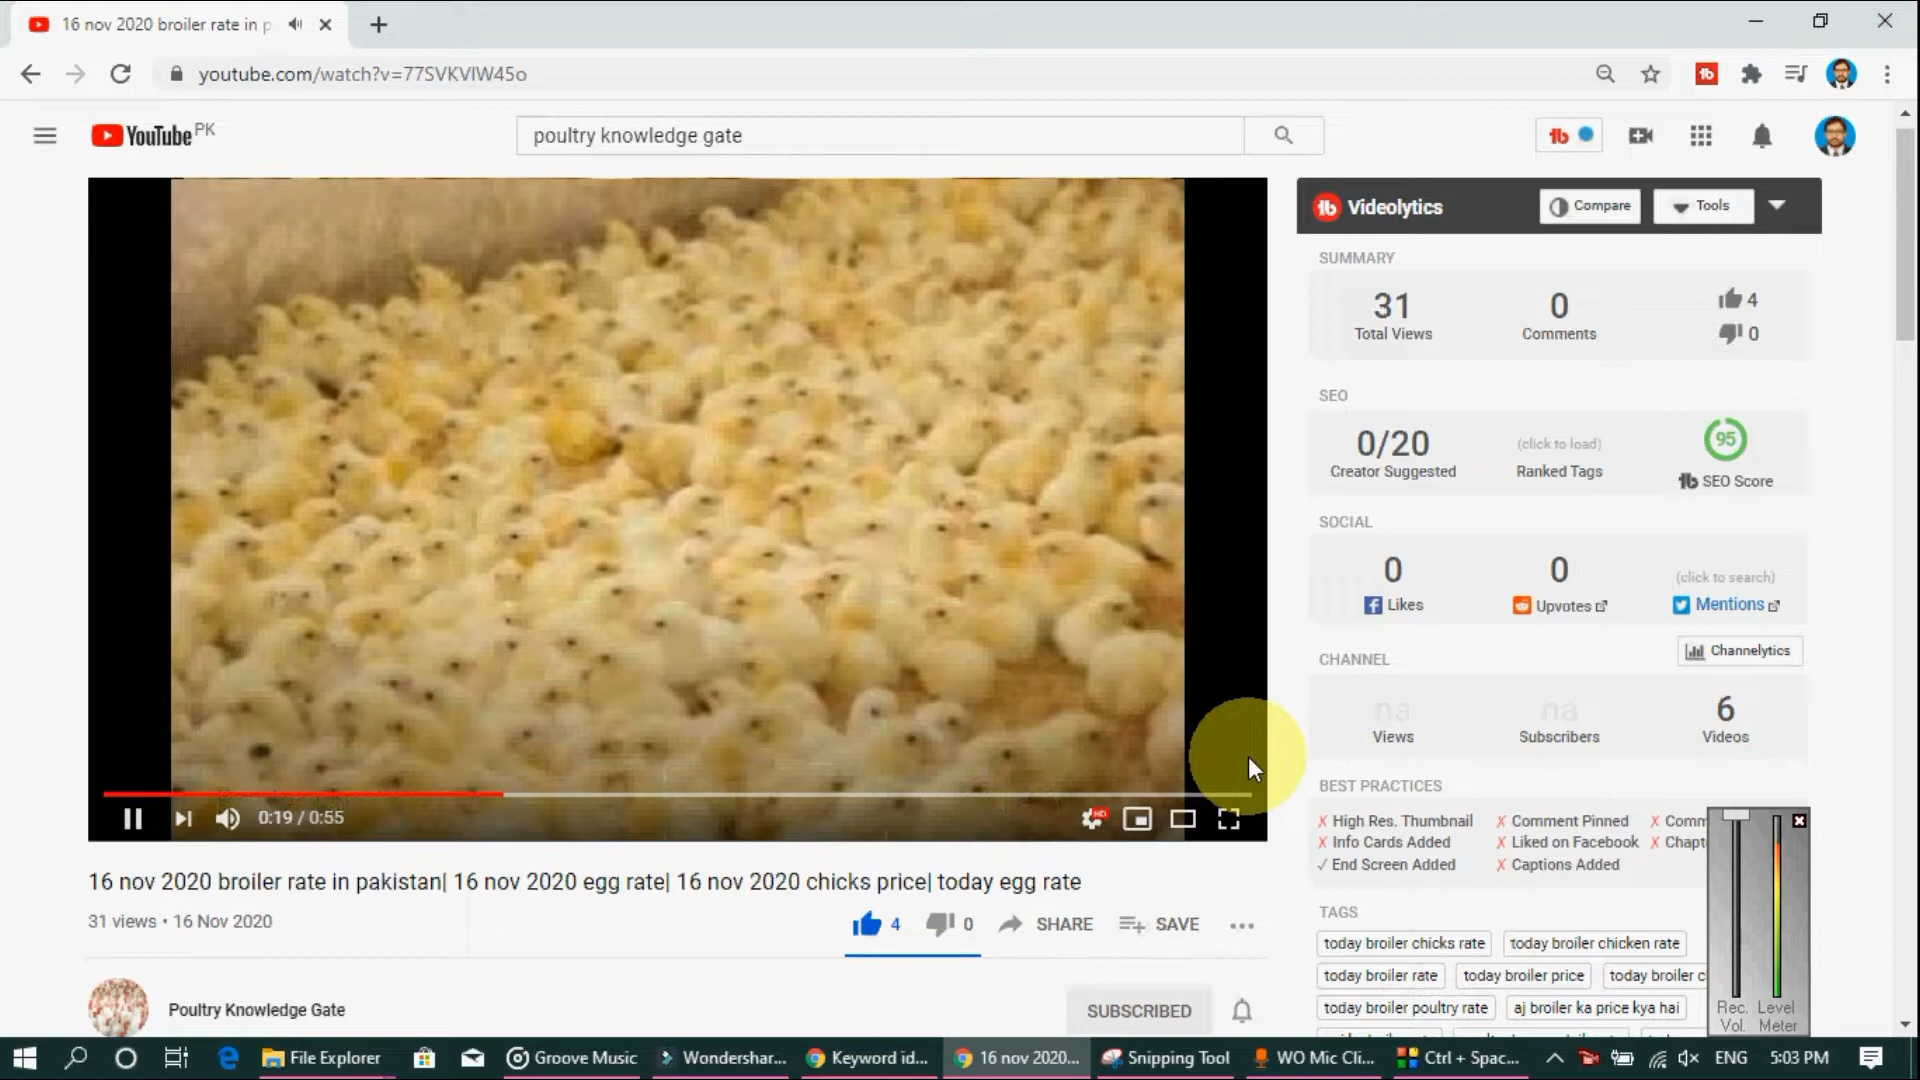 16 nov 2020 broiler rate in p
youtube.com/watch?v=77SVKVIW45o
YouTube PK
poultry knowledge gate
Videolytics
Compare
Tools
SUMMARY
31
Total Views
0
Comments
4
0
SEO
0/20
Creator Suggested
(click to load)
Ranked Tags
95
SEO Score
SOCIAL
0
Likes
0
Upvotes
(click to search)
Mentions
CHANNEL
Channelytics
na
Views
na
Subscribers
6
Videos
BEST PRACTICES
X High Res. Thumbnail X Comment Pinned X Comm
X Info Cards Added X Liked on Facebook X Chapt
✓ End Screen Added X Captions Added
TAGS
today broiler chicks rate today broiler chicken rate
today broiler rate today broiler price today broiler c
today broiler poultry rate aj broiler ka price kya hai
Rec. Level
Vol. Meter
HD
0:19 / 0:55
16 nov 2020 broiler rate in pakistan| 16 nov 2020 egg rate| 16 nov 2020 chicks price| today egg rate
31 views • 16 Nov 2020
4 0 SHARE SAVE
Poultry Knowledge Gate
SUBSCRIBED
File Explorer Groove Music Wondershar... Keyword id... 16 nov 2020... Snipping Tool WO Mic Cli... Ctrl + Spac... ENG 5:03 PM